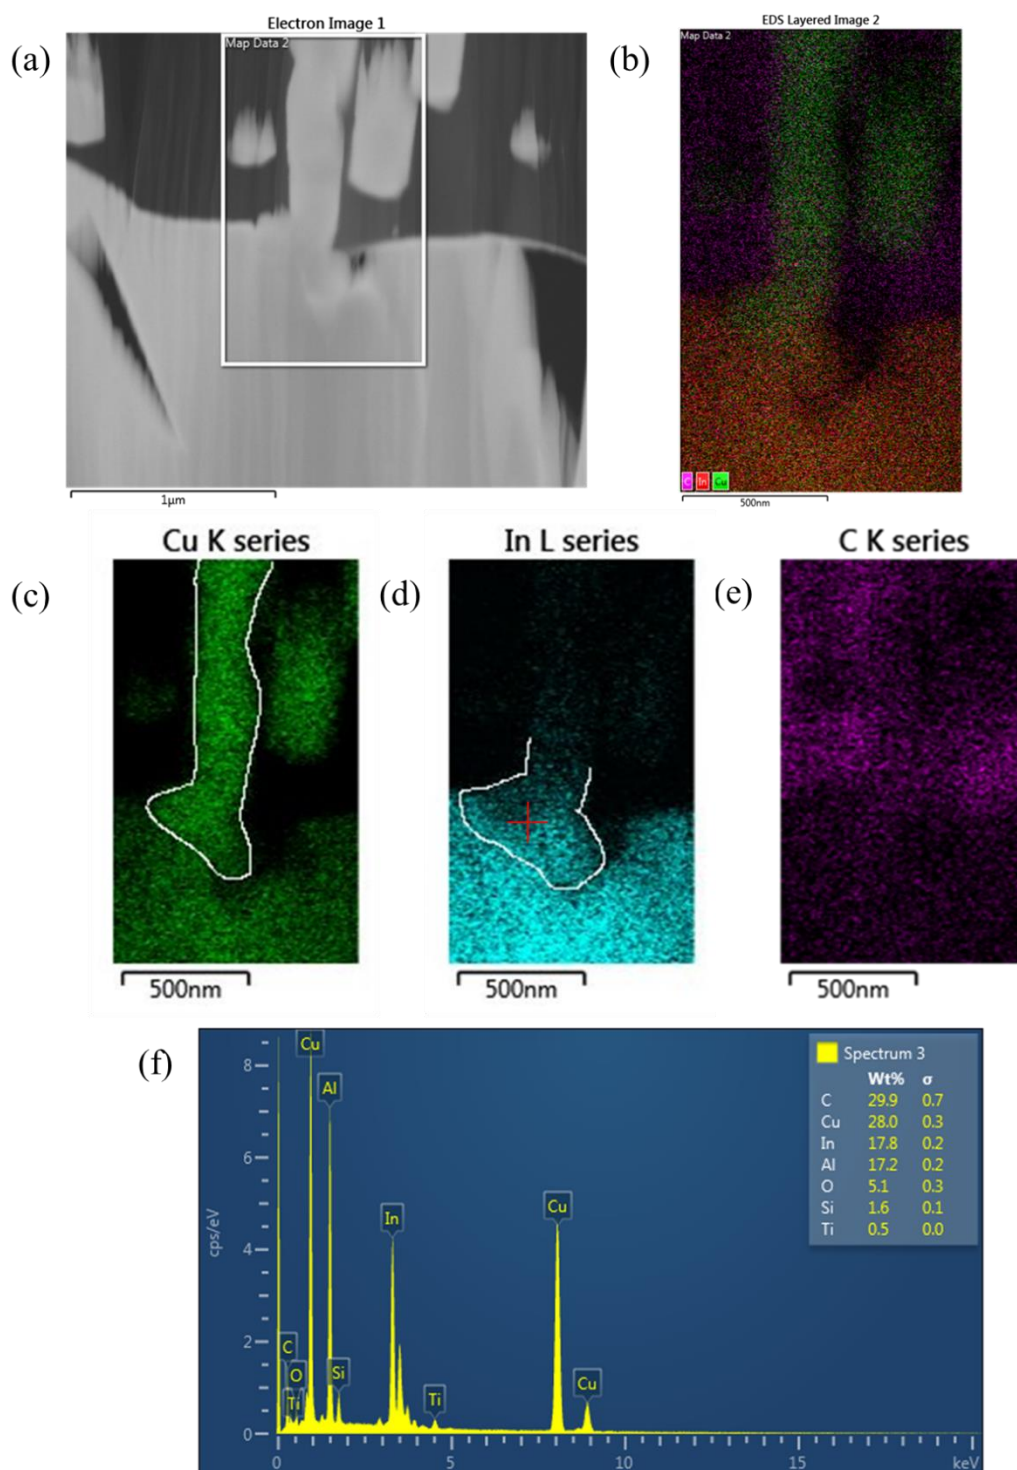 Electron Image 1
(a)
Map Data 2
1µm
EDS Layered Image 2
(b)
Map Data 2
C In Cu
500nm
Cu K series
(c)
500nm
In L series
(d)
500nm
C K series
(e)
500nm
(f)
cps/eV
8
6
4
2
0
Cu
Al
In
Cu
C
O
Ti
Si
Ti
Cu
0 5 10 15 keV
Spectrum 3
Wt% σ
C 29.9 0.7
Cu 28.0 0.3
In 17.8 0.2
Al 17.2 0.2
O 5.1 0.3
Si 1.6 0.1
Ti 0.5 0.0